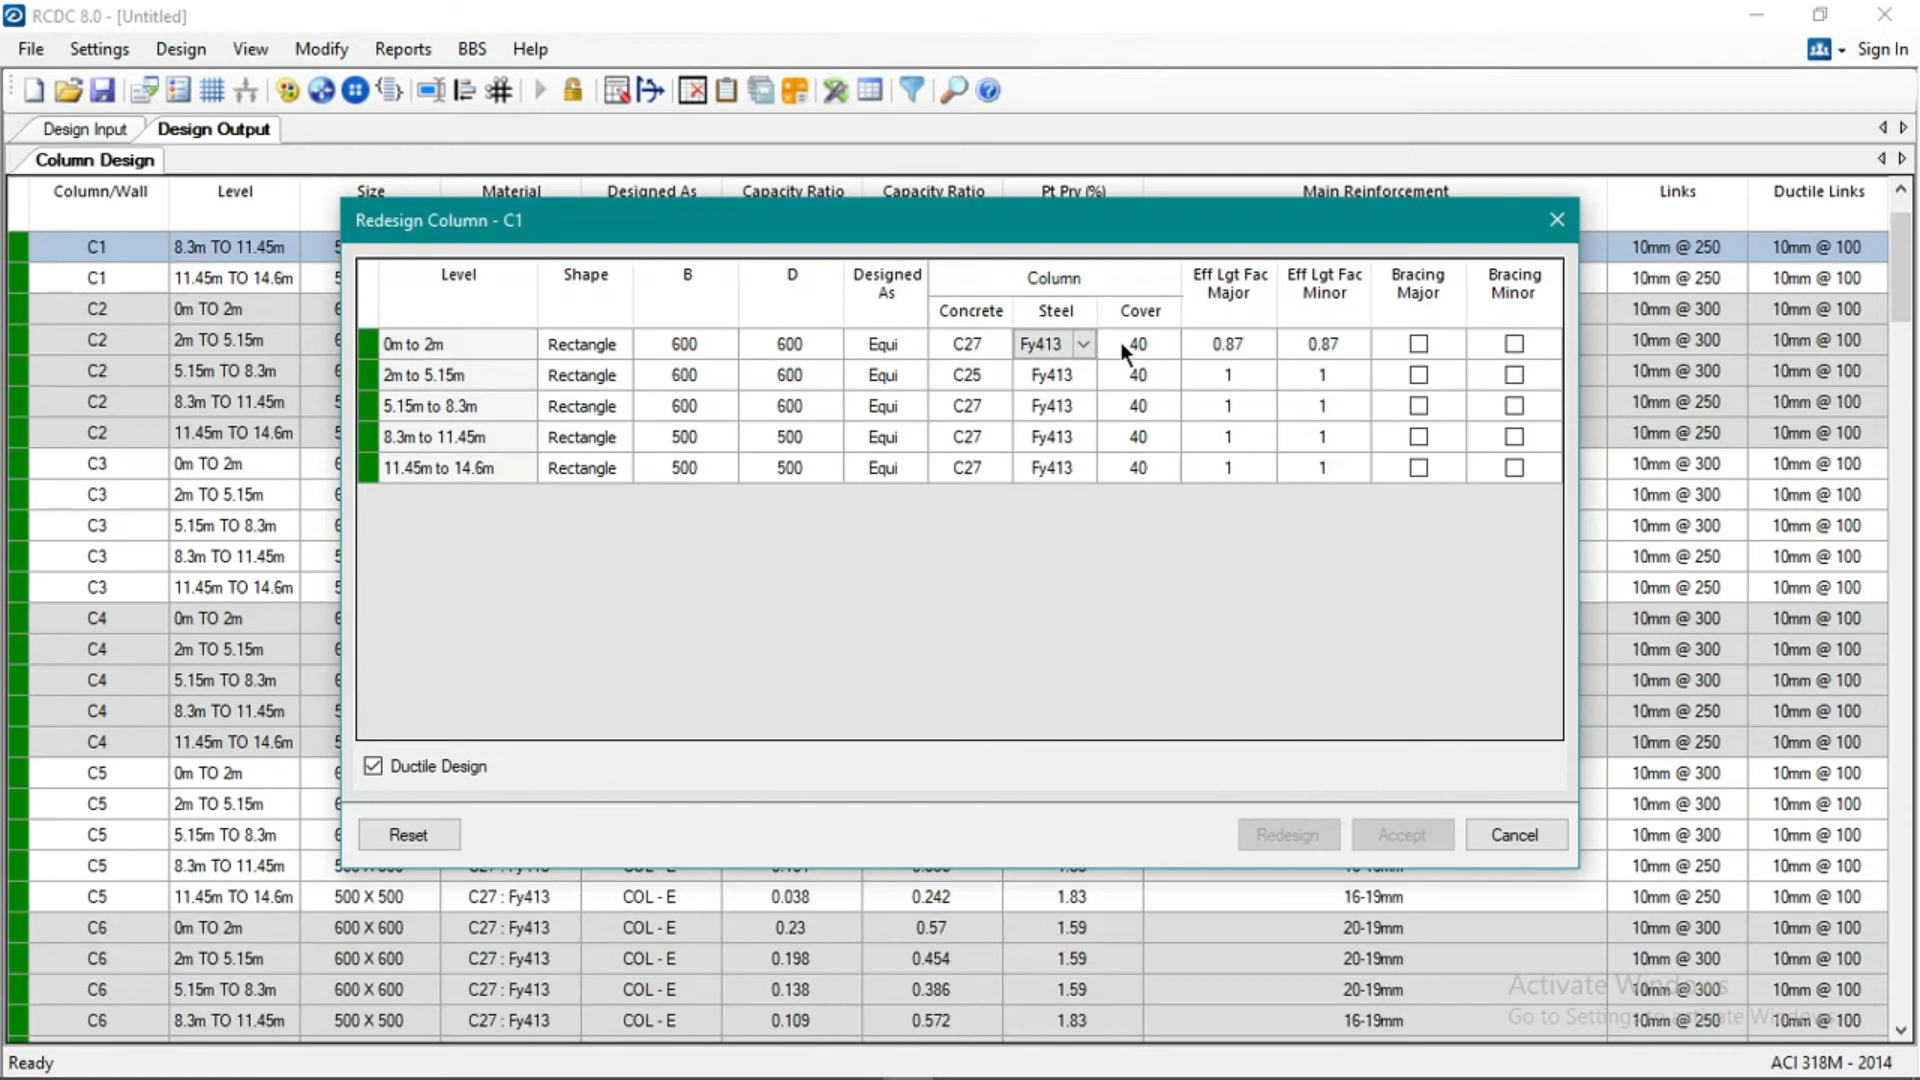 RCDC 8.0 - [Untitled]
File Settings Design View Modify Reports BBS Help Sign In
Design Input Design Output
Column Design
Column/Wall Level Size Material Designed As Capacity Ratio Capacity Ratio Pt Prv (%) Main Reinforcement Links Ductile Links
Redesign Column - C1
Level Shape B D Designed As Column Eff Lgt Fac Major Eff Lgt Fac Minor Bracing Major Bracing Minor
Concrete Steel Cover
0m to 2m Rectangle 600 600 Equi C27 Fy413 40 0.87 0.87
2m to 5.15m Rectangle 600 600 Equi C25 Fy413 40 1 1
5.15m to 8.3m Rectangle 600 600 Equi C27 Fy413 40 1 1
8.3m to 11.45m Rectangle 500 500 Equi C27 Fy413 40 1 1
11.45m to 14.6m Rectangle 500 500 Equi C27 Fy413 40 1 1
Ductile Design
Reset Redesign Accept Cancel
C1 8.3m TO 11.45m 10mm @ 250 10mm @ 100
C1 11.45m TO 14.6m 10mm @ 250 10mm @ 100
C2 0m TO 2m 10mm @ 300 10mm @ 100
C2 2m TO 5.15m 10mm @ 300 10mm @ 100
C2 5.15m TO 8.3m 10mm @ 300 10mm @ 100
C2 8.3m TO 11.45m 10mm @ 250 10mm @ 100
C2 11.45m TO 14.6m 10mm @ 250 10mm @ 100
C3 0m TO 2m 10mm @ 300 10mm @ 100
C3 2m TO 5.15m 10mm @ 300 10mm @ 100
C3 5.15m TO 8.3m 10mm @ 300 10mm @ 100
C3 8.3m TO 11.45m 10mm @ 250 10mm @ 100
C3 11.45m TO 14.6m 10mm @ 250 10mm @ 100
C4 0m TO 2m 10mm @ 300 10mm @ 100
C4 2m TO 5.15m 10mm @ 300 10mm @ 100
C4 5.15m TO 8.3m 10mm @ 300 10mm @ 100
C4 8.3m TO 11.45m 10mm @ 250 10mm @ 100
C4 11.45m TO 14.6m 10mm @ 250 10mm @ 100
C5 0m TO 2m 10mm @ 300 10mm @ 100
C5 2m TO 5.15m 10mm @ 300 10mm @ 100
C5 5.15m TO 8.3m 10mm @ 300 10mm @ 100
C5 8.3m TO 11.45m 10mm @ 250 10mm @ 100
C5 11.45m TO 14.6m 500 X 500 C27 : Fy413 COL - E 0.038 0.242 1.83 16-19mm 10mm @ 250 10mm @ 100
C6 0m TO 2m 600 X 600 C27 : Fy413 COL - E 0.23 0.57 1.59 20-19mm 10mm @ 300 10mm @ 100
C6 2m TO 5.15m 600 X 600 C27 : Fy413 COL - E 0.198 0.454 1.59 20-19mm 10mm @ 300 10mm @ 100
C6 5.15m TO 8.3m 600 X 600 C27 : Fy413 COL - E 0.138 0.386 1.59 20-19mm 10mm @ 300 10mm @ 100
C6 8.3m TO 11.45m 500 X 500 C27 : Fy413 COL - E 0.109 0.572 1.83 16-19mm 10mm @ 250 10mm @ 100
Activate Windows
Go to Settings to activate Windows.
Ready ACI 318M - 2014